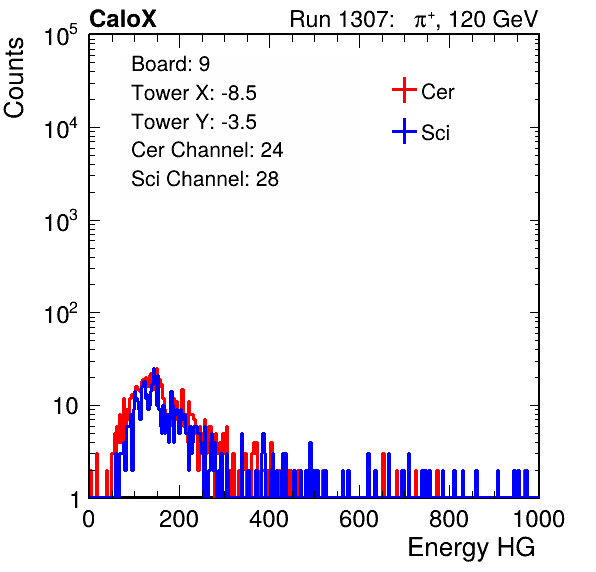 CaloX Run 1307: π⁺, 120 GeV
Counts
Board: 9
Tower X: -8.5
Tower Y: -3.5
Cer Channel: 24
Sci Channel: 28
Cer
Sci
10⁵
10⁴
10³
10²
10
1
0 200 400 600 800 1000
Energy HG